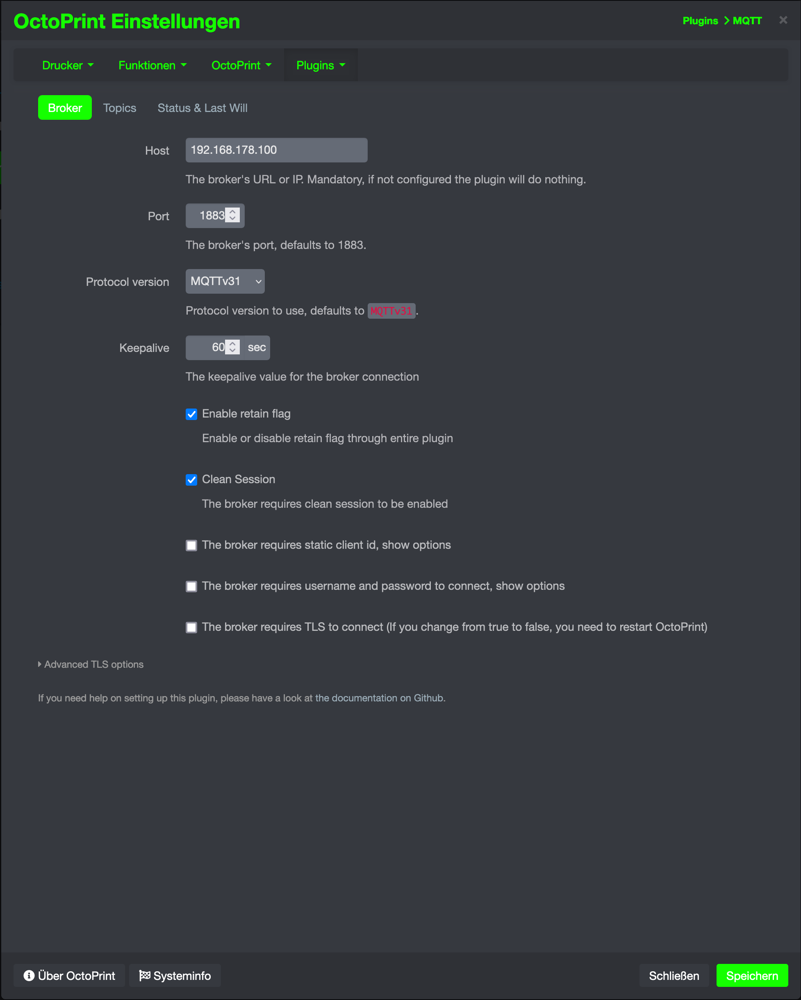 OctoPrint Einstellungen
Plugins > MQTT ×
Drucker Funktionen OctoPrint Plugins
Broker Topics Status & Last Will
Host 192.168.178.100
The broker's URL or IP. Mandatory, if not configured the plugin will do nothing.
Port 1883
The broker's port, defaults to 1883.
Protocol version MQTTv31
Protocol version to use, defaults to MQTTv31.
Keepalive 60 sec
The keepalive value for the broker connection
Enable retain flag
Enable or disable retain flag through entire plugin
Clean Session
The broker requires clean session to be enabled
The broker requires static client id, show options
The broker requires username and password to connect, show options
The broker requires TLS to connect (If you change from true to false, you need to restart OctoPrint)
Advanced TLS options
If you need help on setting up this plugin, please have a look at the documentation on Github.
Über OctoPrint Systeminfo Schließen Speichern